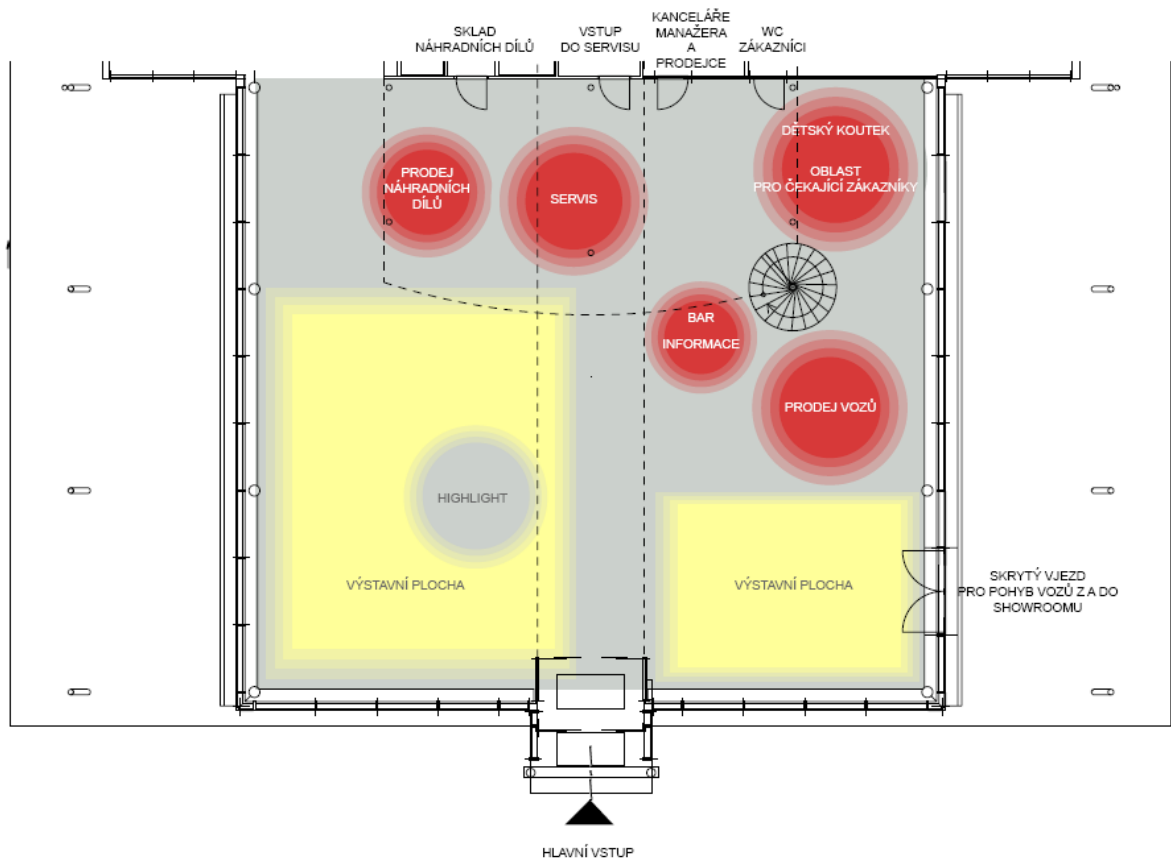 SKLAD
NÁHRADNÍCH DÍLŮ
VSTUP
DO SERVISU
KANCELÁŘE
MANAŽERA
A
PRODEJCE
WC
ZÁKAZNÍCI
PRODEJ
NÁHRADNÍCH
DÍLŮ
SERVIS
DĚTSKÝ KOUTEK
OBLAST
PRO ČEKAJÍCÍ ZÁKAZNÍKY
BAR
INFORMACE
PRODEJ VOZŮ
HIGHLIGHT
VÝSTAVNÍ PLOCHA
VÝSTAVNÍ PLOCHA
SKRYTÝ VJEZD
PRO POHYB VOZŮ Z A DO
SHOWROOMU
HLAVNÍ VSTUP